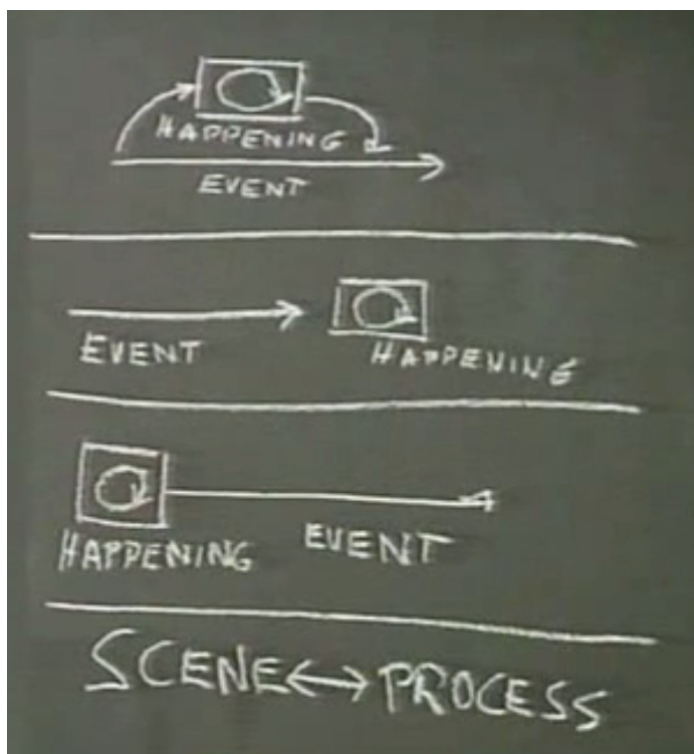 HAPPENING
EVENT
EVENT HAPPENING
HAPPENING EVENT
SCENE↔PROCESS